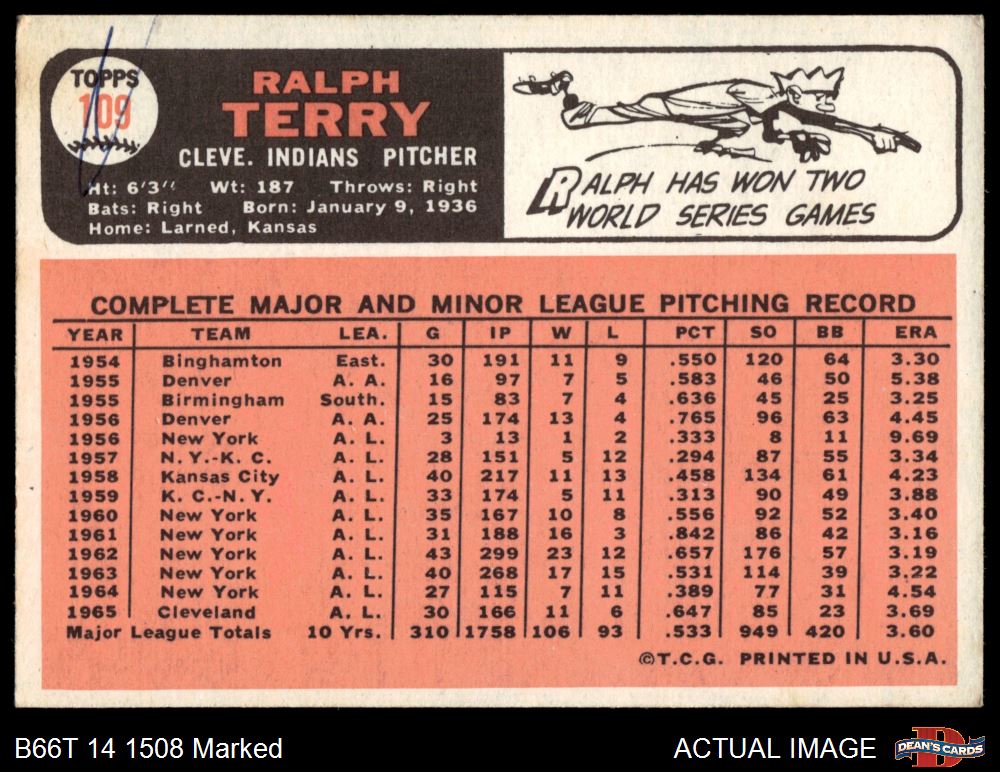 TOPPS
109
RALPH
TERRY
CLEVE. INDIANS PITCHER
Ht: 6'3" Wt: 187 Throws: Right
Bats: Right Born: January 9, 1936
Home: Larned, Kansas
RALPH HAS WON TWO
WORLD SERIES GAMES
COMPLETE MAJOR AND MINOR LEAGUE PITCHING RECORD
YEAR TEAM LEA. G IP W L PCT SO BB ERA
1954 Binghamton East. 30 191 11 9 .550 120 64 3.30
1955 Denver A. A. 16 97 7 5 .583 46 50 5.38
1955 Birmingham South. 15 83 7 4 .636 45 25 3.25
1956 Denver A. A. 25 174 13 4 .765 96 63 4.45
1956 New York A. L. 3 13 1 2 .333 8 11 9.69
1957 N. Y.-K. C. A. L. 28 151 5 12 .294 87 55 3.34
1958 Kansas City A. L. 40 217 11 13 .458 134 61 4.23
1959 K. C.-N. Y. A. L. 33 174 5 11 .313 90 49 3.88
1960 New York A. L. 35 167 10 8 .556 92 52 3.40
1961 New York A. L. 31 188 16 3 .842 86 42 3.16
1962 New York A. L. 43 299 23 12 .657 176 57 3.19
1963 New York A. L. 40 268 17 15 .531 114 39 3.22
1964 New York A. L. 27 115 7 11 .389 77 31 4.54
1965 Cleveland A. L. 30 166 11 6 .647 85 23 3.69
Major League Totals 10 Yrs. 310 1758 106 93 .533 949 420 3.60
©T.C.G. PRINTED IN U.S.A.
B66T 14 1508 Marked
ACTUAL IMAGE
D
DEAN'S CARDS